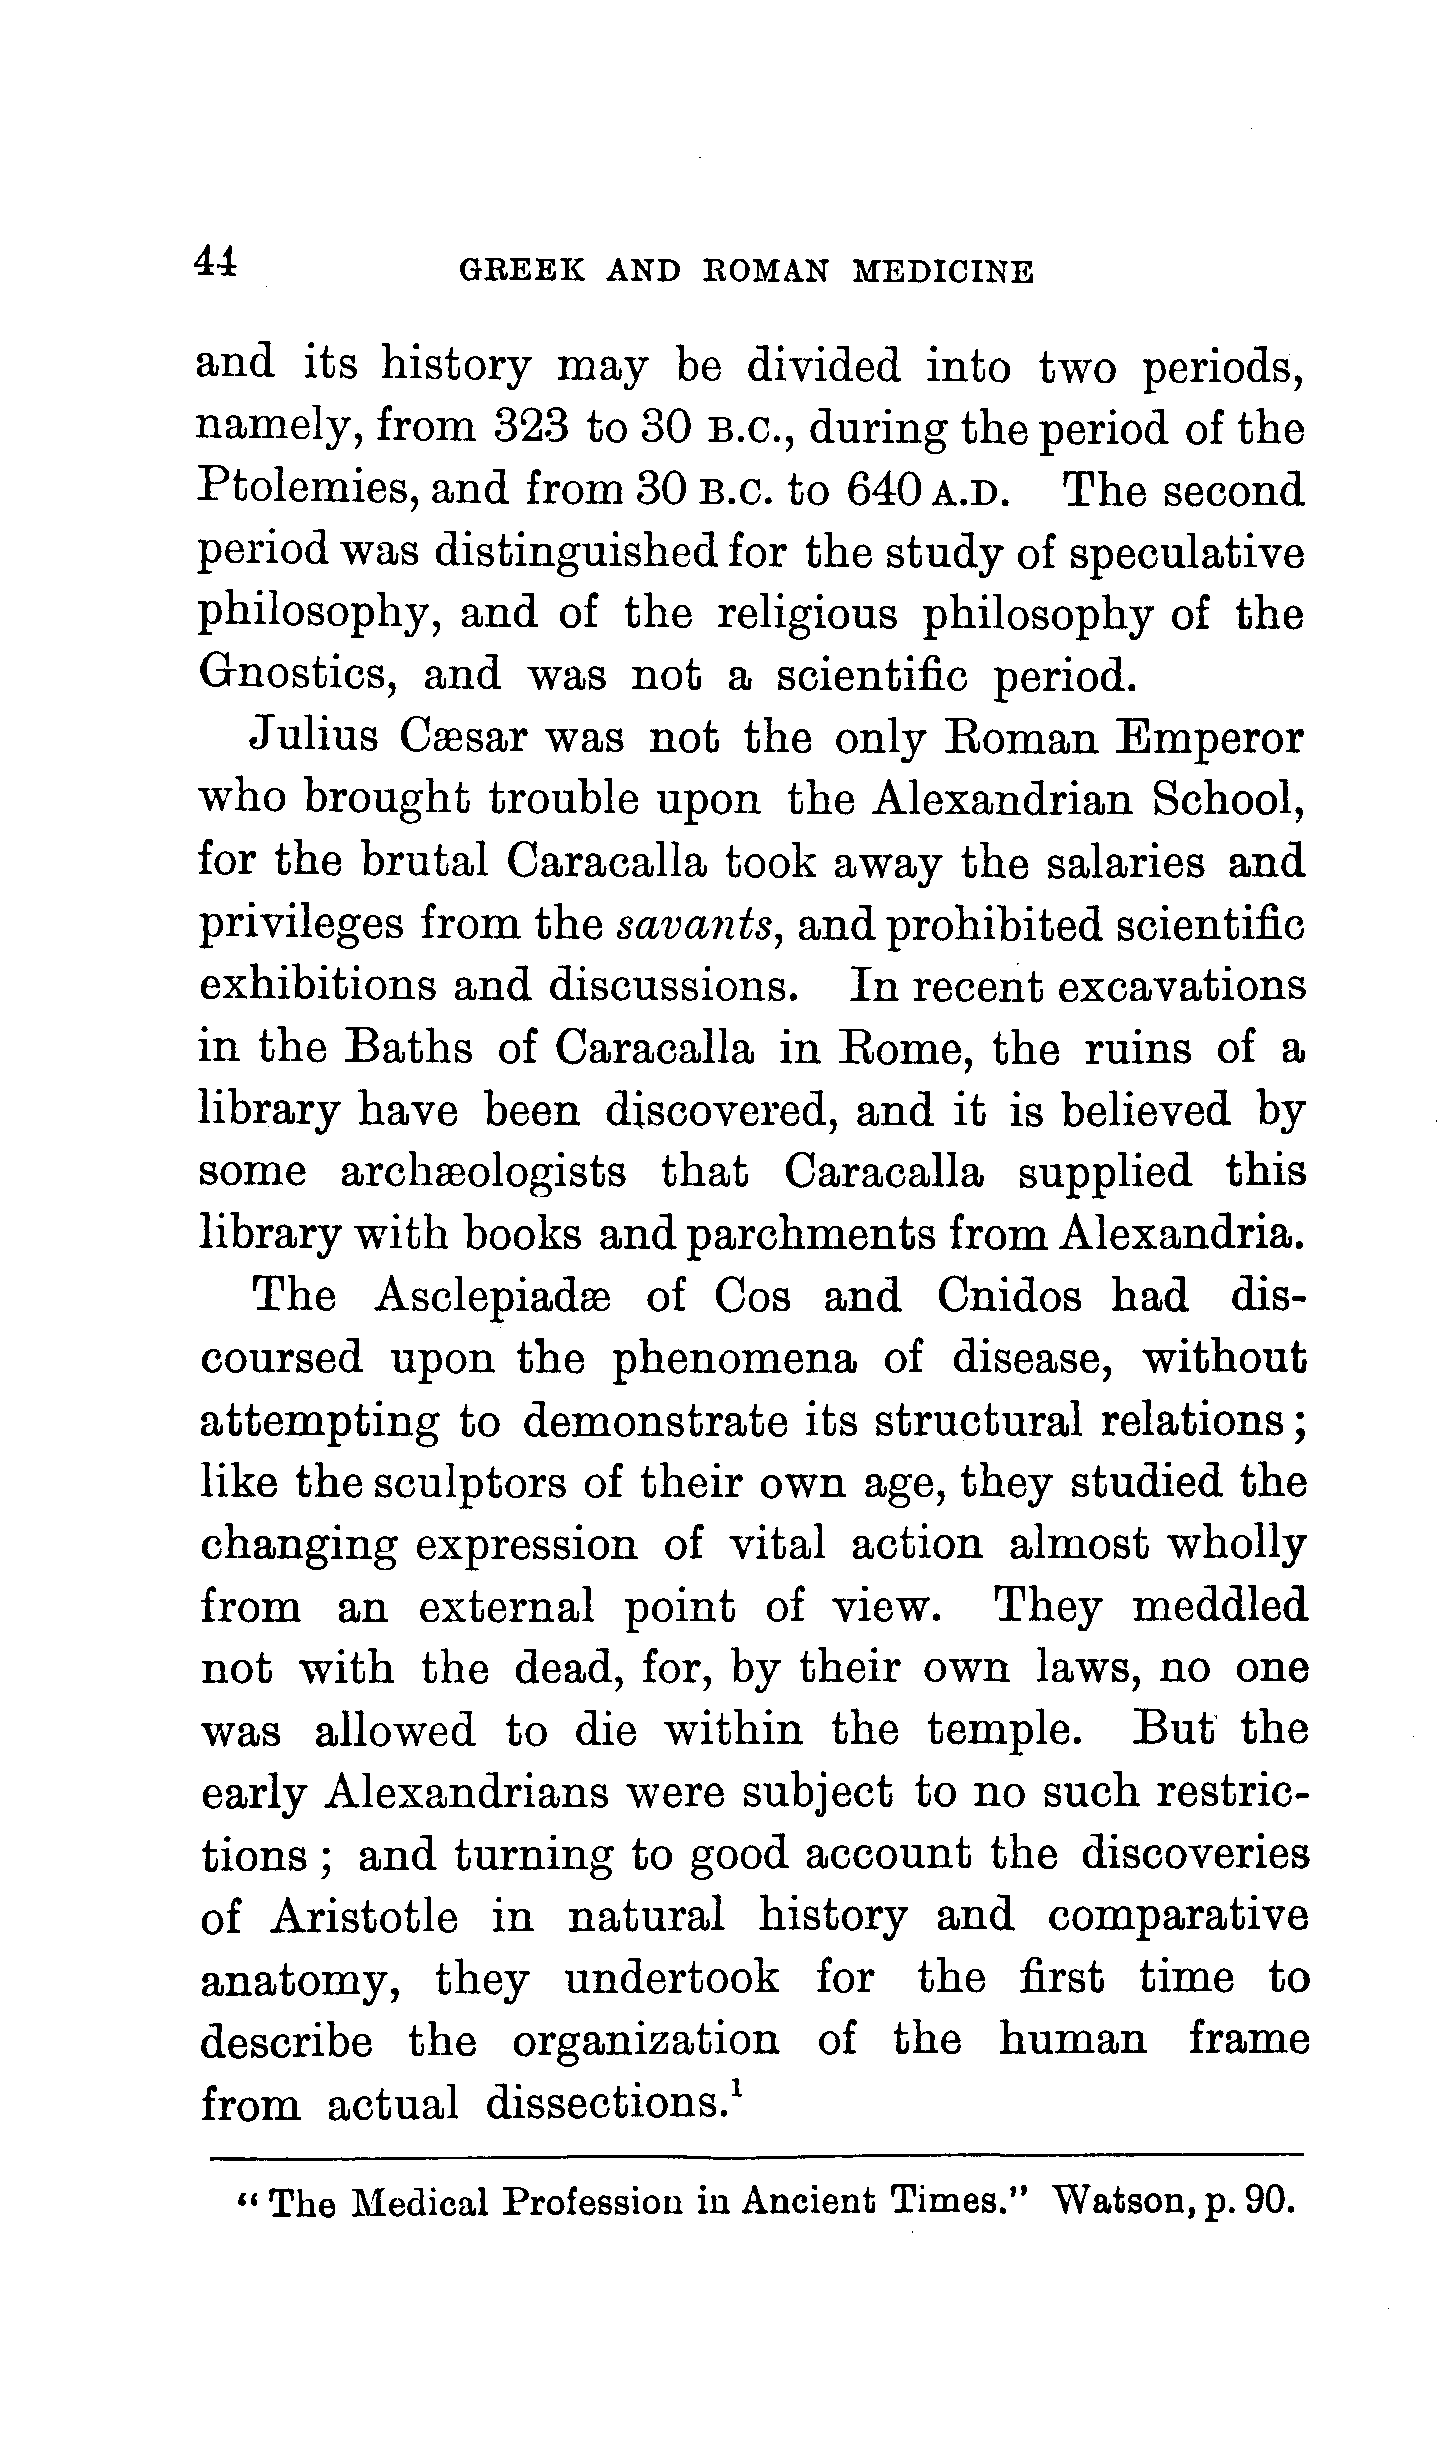 44
GREEK AND ROMAN MEDICINE
and its history may be divided into two periods,
namely, from 323 to 30 B.C., during the period of the
Ptolemies, and from 30 B.C. to 640 A.D. The second
period was distinguished for the study of speculative
philosophy, and of the religious philosophy of the
Gnostics, and was not a scientific period.
Julius Cæsar was not the only Roman Emperor
who brought trouble upon the Alexandrian School,
for the brutal Caracalla took away the salaries and
privileges from the savants, and prohibited scientific
exhibitions and discussions. In recent excavations
in the Baths of Caracalla in Rome, the ruins of a
library have been discovered, and it is believed by
some archæologists that Caracalla supplied this
library with books and parchments from Alexandria.
The Asclepiadæ of Cos and Cnidos had dis-
coursed upon the phenomena of disease, without
attempting to demonstrate its structural relations;
like the sculptors of their own age, they studied the
changing expression of vital action almost wholly
from an external point of view. They meddled
not with the dead, for, by their own laws, no one
was allowed to die within the temple. But the
early Alexandrians were subject to no such restric-
tions; and turning to good account the discoveries
of Aristotle in natural history and comparative
anatomy, they undertook for the first time to
describe the organization of the human frame
from actual dissections.¹
"The Medical Profession in Ancient Times." Watson, p. 90.